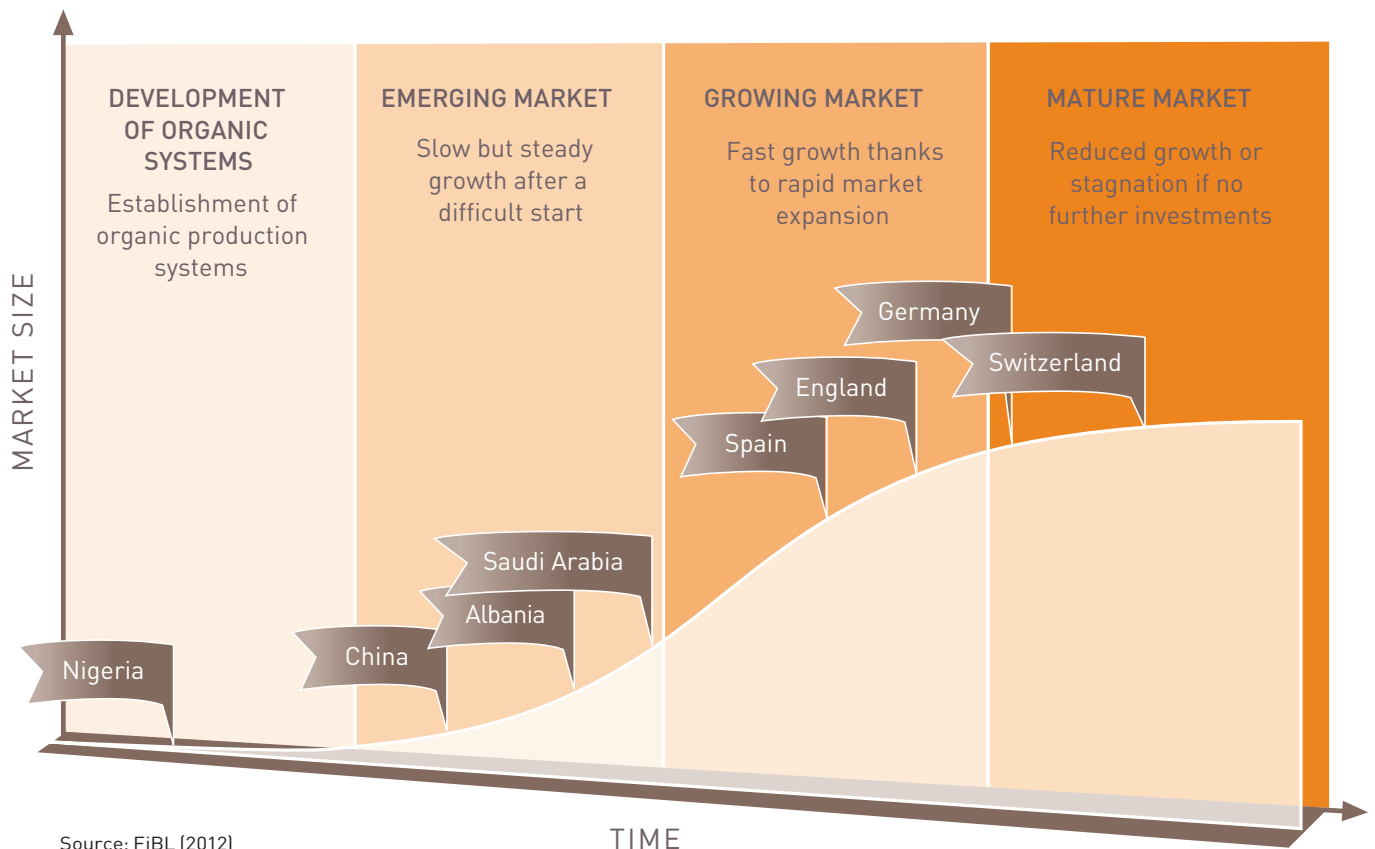 DEVELOPMENT
OF ORGANIC
SYSTEMS
Establishment of
organic production
systems
EMERGING MARKET
Slow but steady
growth after a
difficult start
GROWING MARKET
Fast growth thanks
to rapid market
expansion
MATURE MARKET
Reduced growth or
stagnation if no
further investments
MARKET SIZE
Nigeria
China
Albania
Saudi Arabia
Spain
England
Germany
Switzerland
TIME
Source: FiBL (2012)